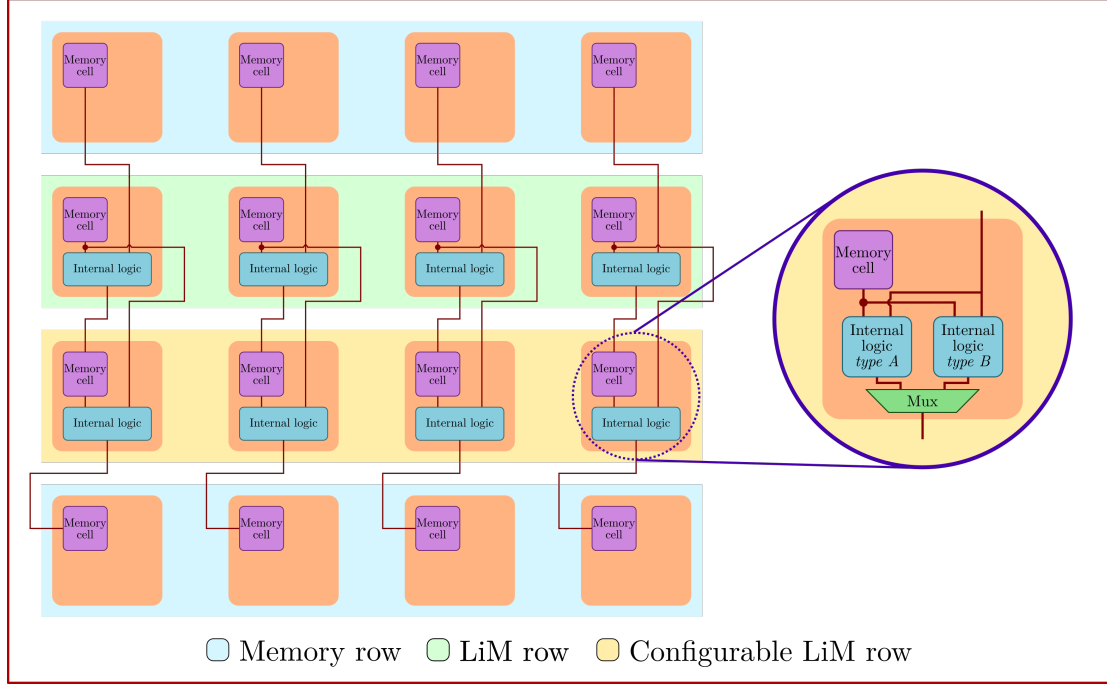 Memory Memory Memory Memory
cell cell cell cell
Memory Memory Memory Memory
cell cell cell cell
Internal logic Internal logic Internal logic Internal logic
Memory Memory Memory Memory
cell cell cell cell
Internal logic Internal logic Internal logic Internal logic
Memory Memory Memory Memory
cell cell cell cell
Memory
cell
Internal
logic
type A
Internal
logic
type B
Mux
Memory row LiM row Configurable LiM row